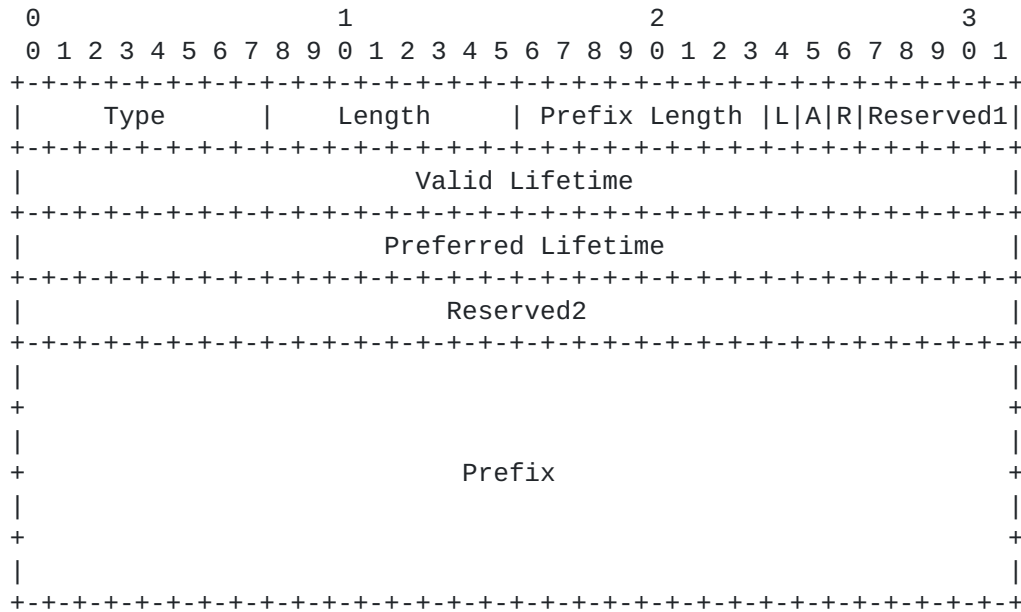 0                   1                   2                   3
 0 1 2 3 4 5 6 7 8 9 0 1 2 3 4 5 6 7 8 9 0 1 2 3 4 5 6 7 8 9 0 1
+-+-+-+-+-+-+-+-+-+-+-+-+-+-+-+-+-+-+-+-+-+-+-+-+-+-+-+-+-+-+-+-+
|     Type      |    Length     | Prefix Length |L|A|R|Reserved1|
+-+-+-+-+-+-+-+-+-+-+-+-+-+-+-+-+-+-+-+-+-+-+-+-+-+-+-+-+-+-+-+-+
|                         Valid Lifetime                        |
+-+-+-+-+-+-+-+-+-+-+-+-+-+-+-+-+-+-+-+-+-+-+-+-+-+-+-+-+-+-+-+-+
|                       Preferred Lifetime                      |
+-+-+-+-+-+-+-+-+-+-+-+-+-+-+-+-+-+-+-+-+-+-+-+-+-+-+-+-+-+-+-+-+
|                           Reserved2                           |
+-+-+-+-+-+-+-+-+-+-+-+-+-+-+-+-+-+-+-+-+-+-+-+-+-+-+-+-+-+-+-+-+
|                                                               |
+                                                               +
|                                                               |
+                            Prefix                             +
|                                                               |
+                                                               +
|                                                               |
+-+-+-+-+-+-+-+-+-+-+-+-+-+-+-+-+-+-+-+-+-+-+-+-+-+-+-+-+-+-+-+-+